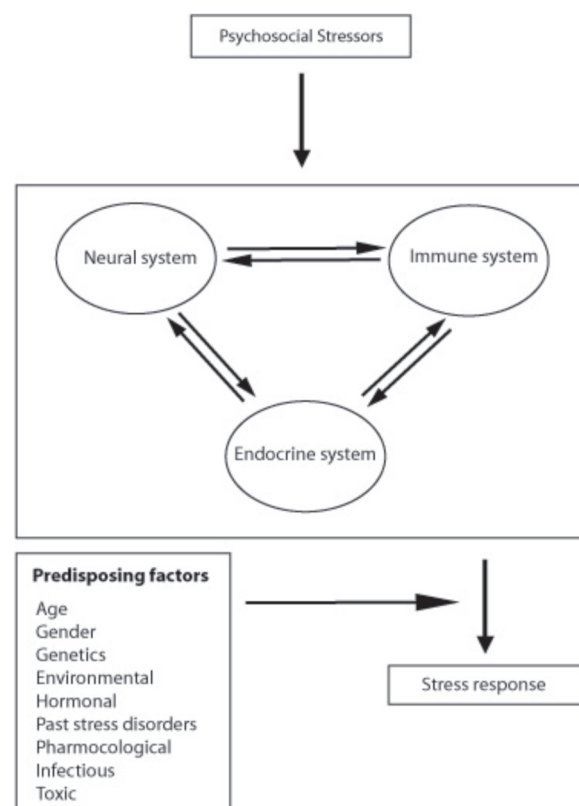 Psychosocial Stressors
Neural system
Immune system
Endocrine system
Predisposing factors
Age
Gender
Genetics
Environmental
Hormonal
Past stress disorders
Pharmocological
Infectious
Toxic
Stress response